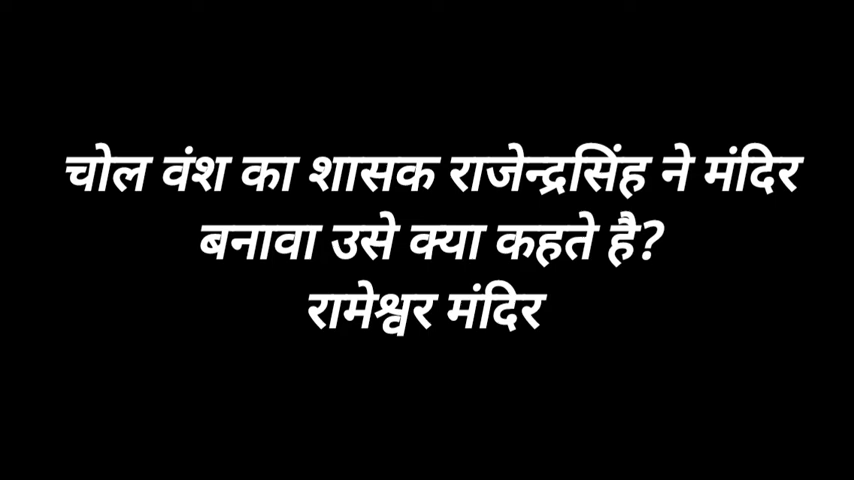 चोल वंश का शासक राजेन्द्रसिंह ने मंदिर
बनावा उसे क्या कहते है?
रामेश्वर मंदिर